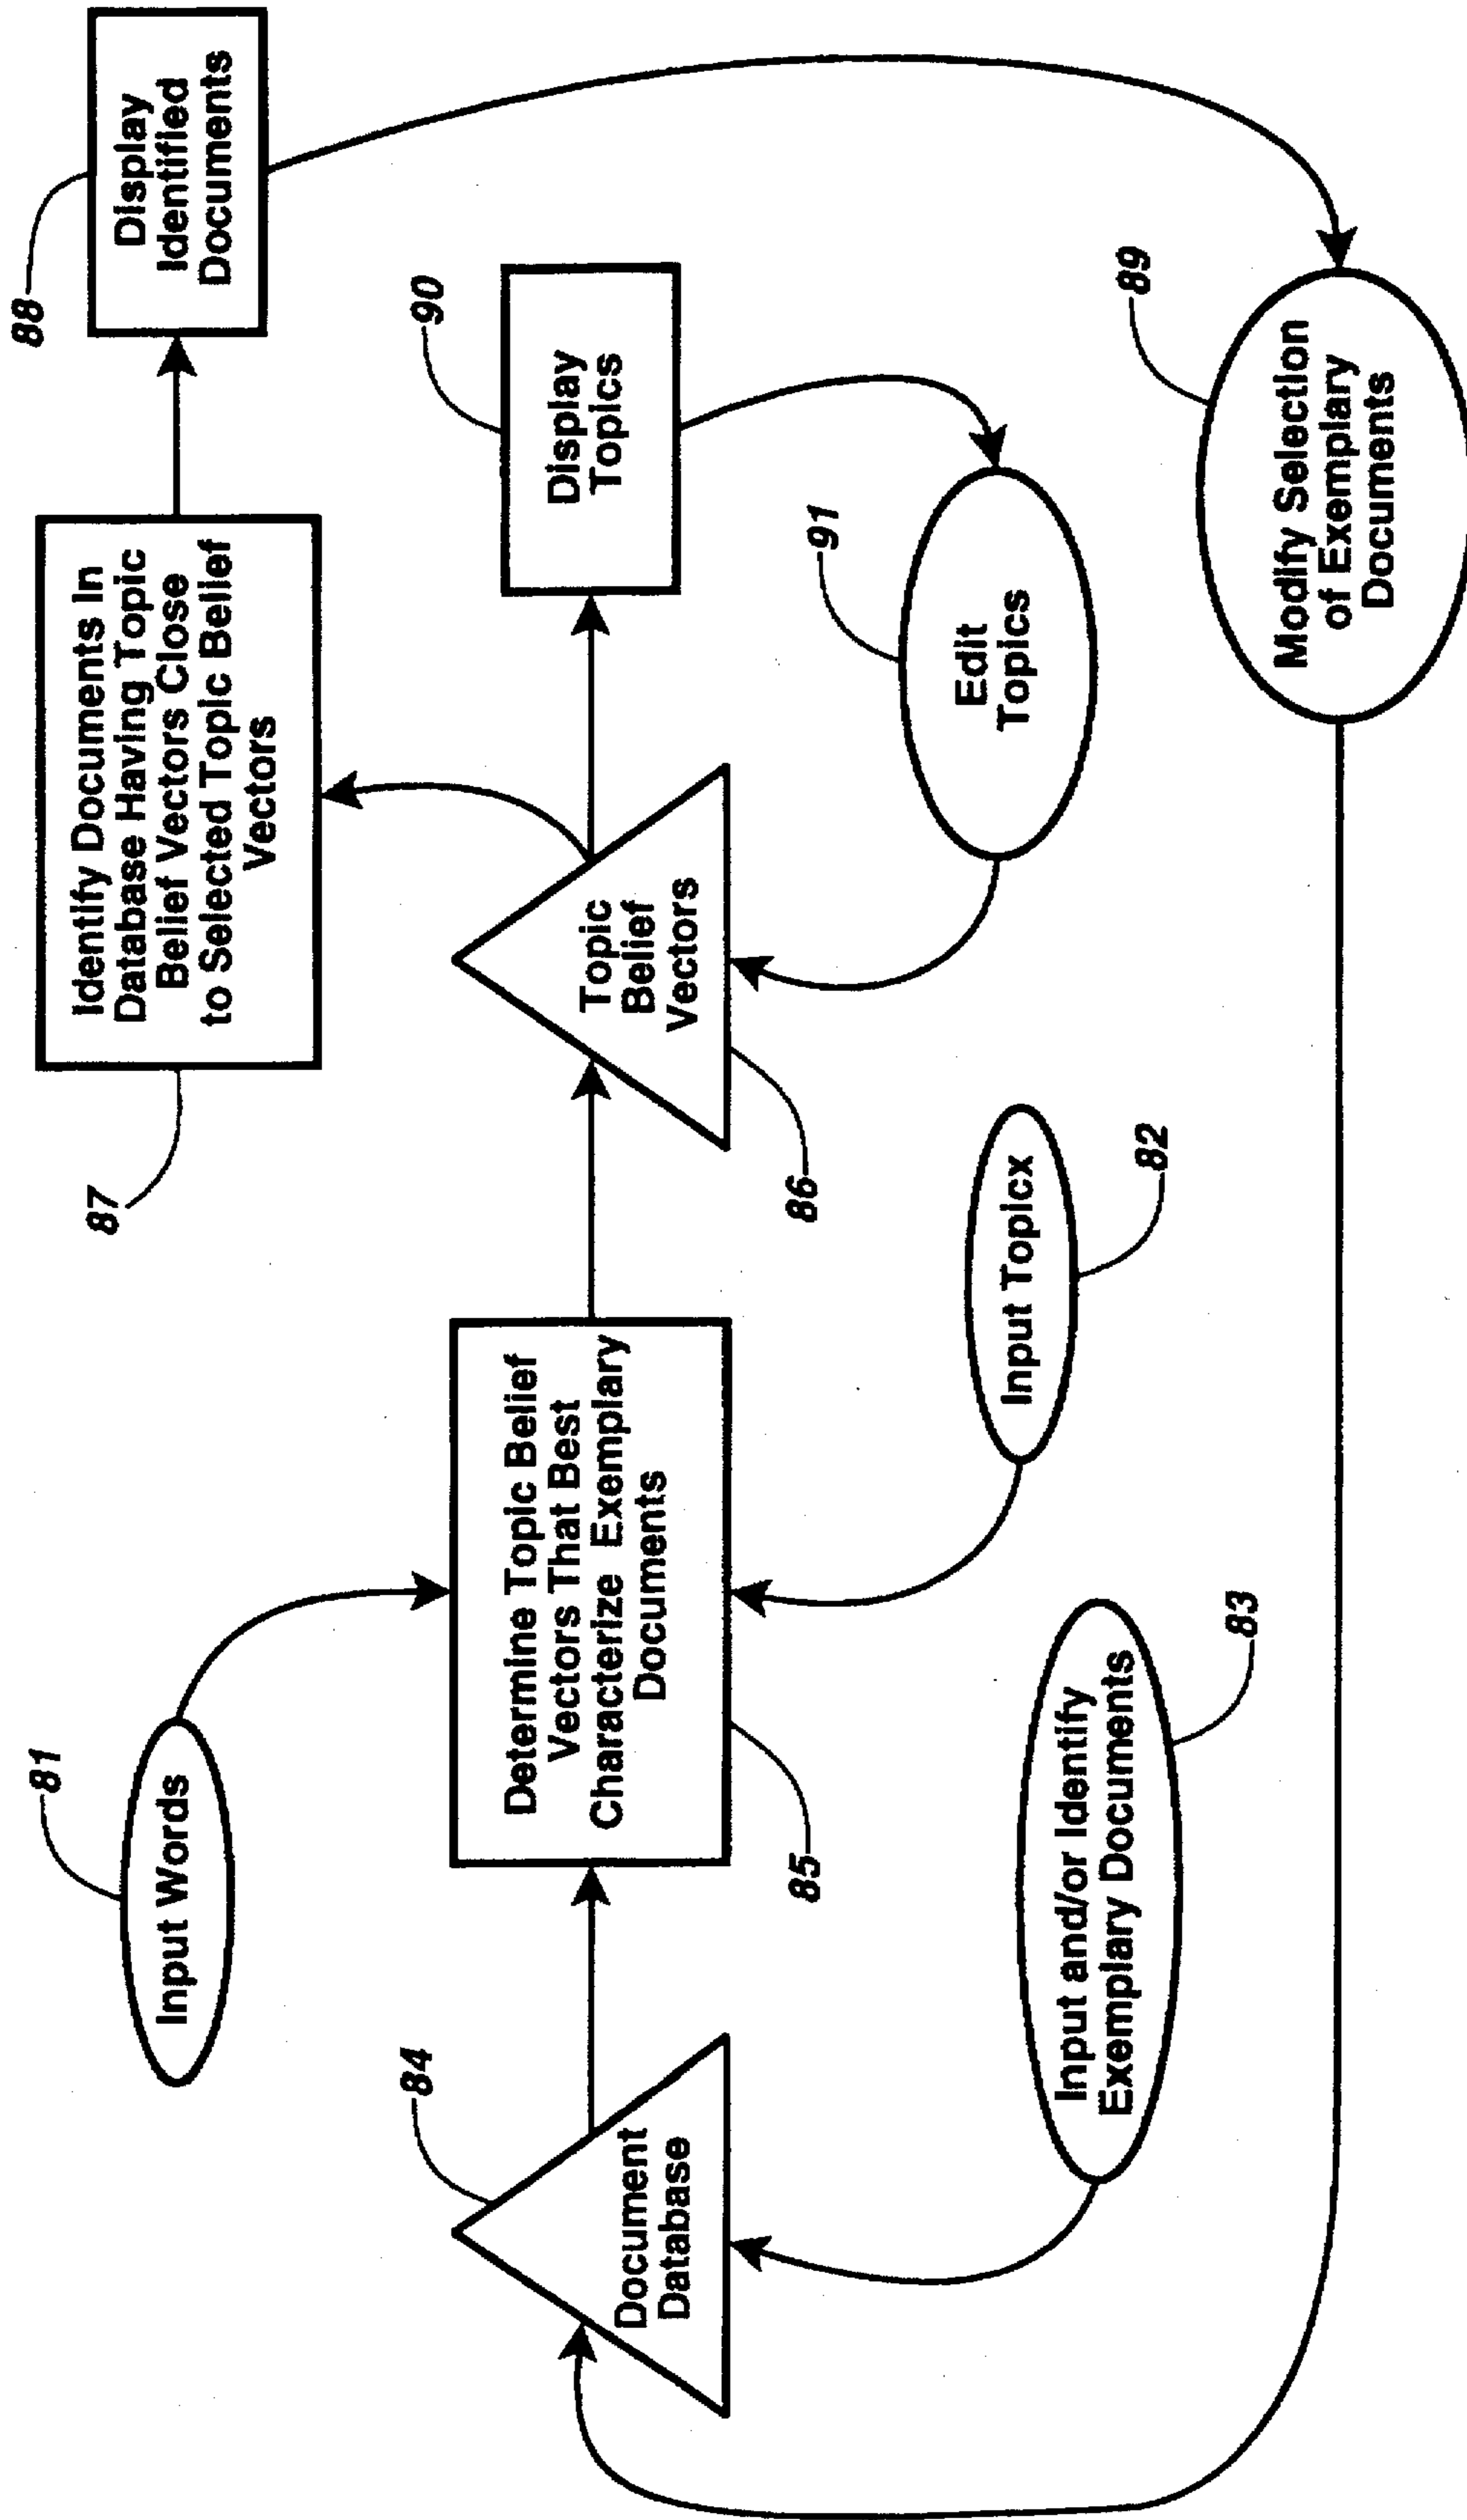 81
Input Words
84
Document
Database
85
Determine Topic Belief
Vectors That Best
Characterize Exemplary
Documents
Input and/or Identify
Exemplary Documents
83
Input Topicx
82
87
Identify Documents In
Database Having Topic
Belief Vectors Close
to Selected Topic Belief
Vectors
86
Topic
Belief
Vectors
88
Display
Identified
Documents
90
Display
Topics
91
Edit
Topics
89
Modify Selection
of Exemplary
Documents